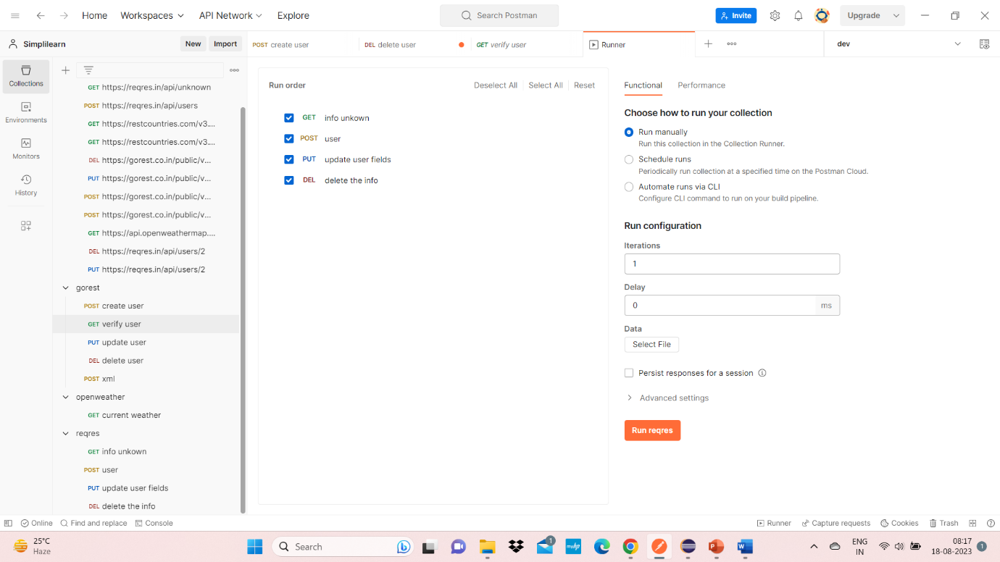 Home Workspaces API Network Explore Search Postman Invite Upgrade
Simplilearn New Import POST create user DEL delete user GET verify user Runner dev
Collections
Environments
Monitors
History
GET https://reqres.in/api/unknown
POST https://reqres.in/api/users
GET https://restcountries.com/v3....
GET https://restcountries.com/v3....
DEL https://gorest.co.in/public/v...
PUT https://gorest.co.in/public/v...
POST https://gorest.co.in/public/v...
POST https://gorest.co.in/public/v...
GET https://api.openweathermap....
DEL https://reqres.in/api/users/2
PUT https://reqres.in/api/users/2
gorest
POST create user
GET verify user
PUT update user
DEL delete user
POST xml
openweather
GET current weather
reqres
GET info unkown
POST user
PUT update user fields
DEL delete the info
Run order Deselect All Select All Reset
GET info unkown
POST user
PUT update user fields
DEL delete the info
Functional Performance
Choose how to run your collection
Run manually
Run this collection in the Collection Runner.
Schedule runs
Periodically run collection at a specified time on the Postman Cloud.
Automate runs via CLI
Configure CLI command to run on your build pipeline.
Run configuration
Iterations
1
Delay
0 ms
Data
Select File
Persist responses for a session
Advanced settings
Run reqres
Online Find and replace Console Runner Capture requests Cookies Trash
25°C
Haze
Search
1
myhp
P
W
ENG
IN
08:17
18-08-2023
1